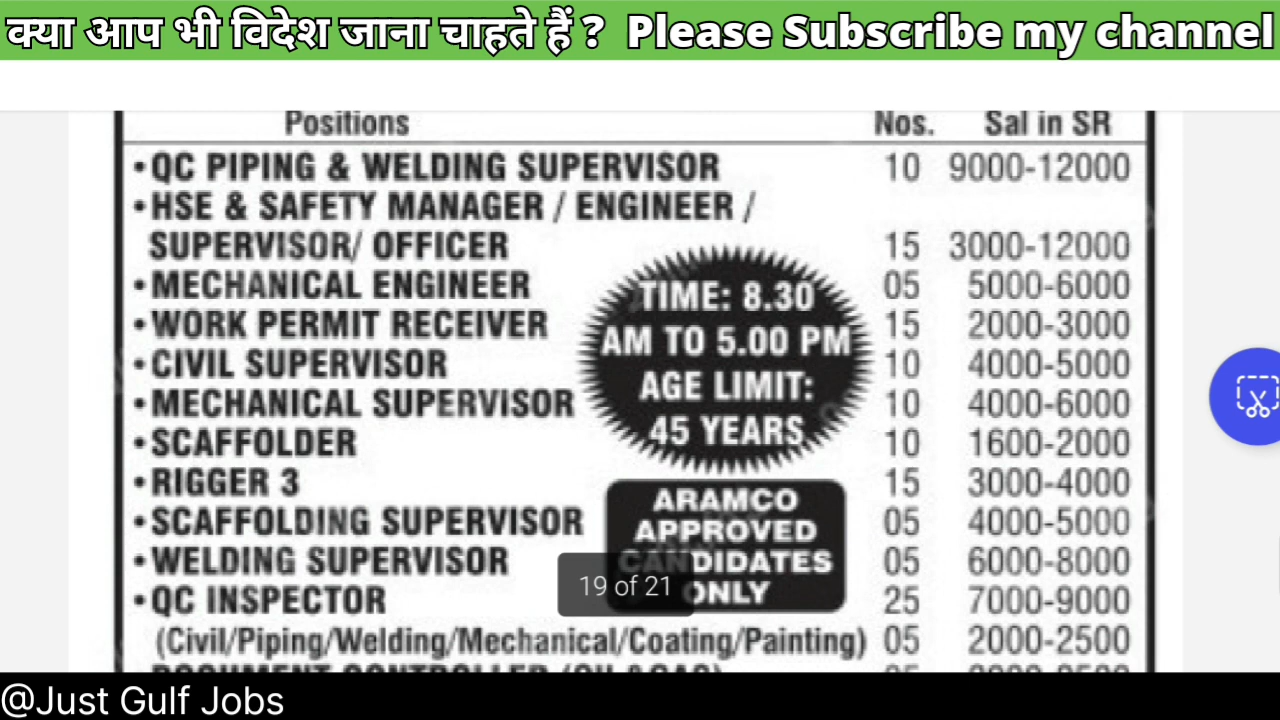 क्या आप भी विदेश जाना चाहते हैं ? Please Subscribe my channel
Positions Nos. Sal in SR
•QC PIPING & WELDING SUPERVISOR 10 9000-12000
•HSE & SAFETY MANAGER / ENGINEER /
SUPERVISOR/ OFFICER 15 3000-12000
•MECHANICAL ENGINEER 05 5000-6000
•WORK PERMIT RECEIVER 15 2000-3000
•CIVIL SUPERVISOR 10 4000-5000
•MECHANICAL SUPERVISOR 10 4000-6000
•SCAFFOLDER 10 1600-2000
•RIGGER 3 15 3000-4000
•SCAFFOLDING SUPERVISOR 05 4000-5000
•WELDING SUPERVISOR 05 6000-8000
•QC INSPECTOR 25 7000-9000
(Civil/Piping/Welding/Mechanical/Coating/Painting) 05 2000-2500
TIME: 8.30
AM TO 5.00 PM
AGE LIMIT:
45 YEARS
ARAMCO
APPROVED
CANDIDATES
ONLY
19 of 21
@Just Gulf Jobs